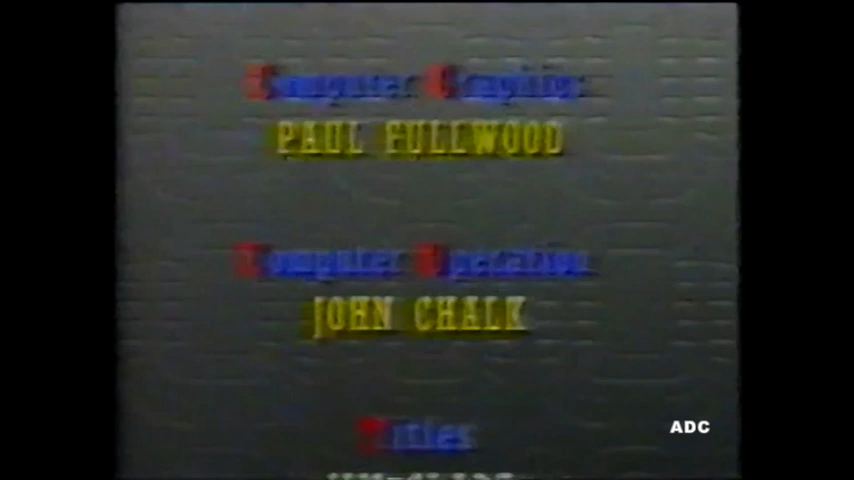 Computer Graphics
PAUL FULLWOOD
Computer Operation
JOHN CHALK
Titles
ADC